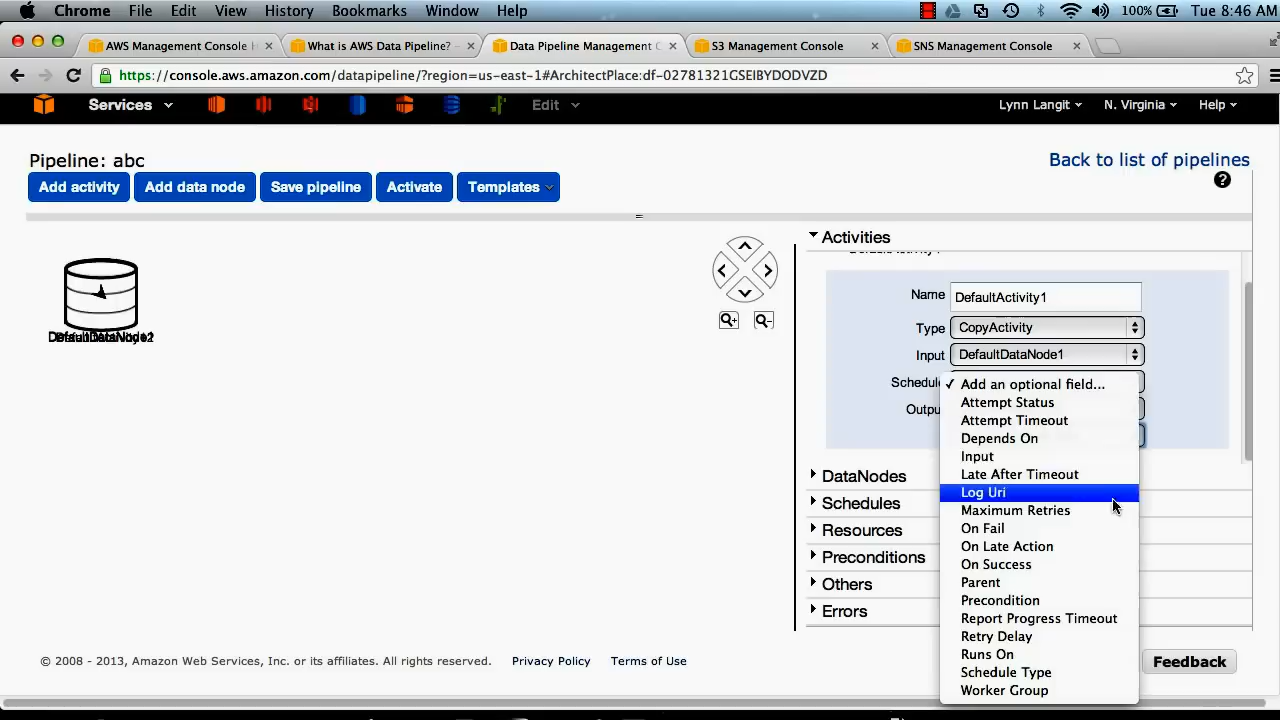 Chrome File Edit View History Bookmarks Window Help 100% Tue 8:46 AM
AWS Management Console H × What is AWS Data Pipeline? – × Data Pipeline Management C × S3 Management Console × SNS Management Console ×
https://console.aws.amazon.com/datapipeline/?region=us-east-1#ArchitectPlace:df-02781321GSEIBYDODVZD
Services Edit Lynn Langit N. Virginia Help
Pipeline: abc
Back to list of pipelines
Add activity Add data node Save pipeline Activate Templates
?
Activities
Name DefaultActivity1
Type CopyActivity
Input DefaultDataNode1
Schedul
Outpu
✓ Add an optional field...
Attempt Status
Attempt Timeout
Depends On
Input
Late After Timeout
Log Uri
Maximum Retries
On Fail
On Late Action
On Success
Parent
Precondition
Report Progress Timeout
Retry Delay
Runs On
Schedule Type
Worker Group
DataNodes
Schedules
Resources
Preconditions
Others
Errors
© 2008 - 2013, Amazon Web Services, Inc. or its affiliates. All rights reserved. Privacy Policy Terms of Use
Feedback